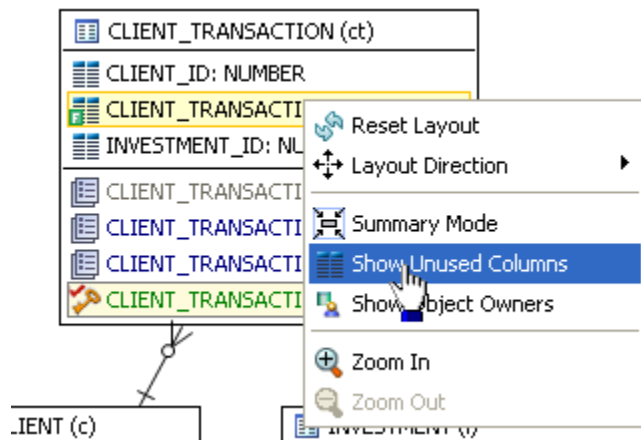 CLIENT_TRANSACTION (ct)
CLIENT_ID: NUMBER
CLIENT_TRANSACTI
INVESTMENT_ID: NU
CLIENT_TRANSACTI
CLIENT_TRANSACTI
CLIENT_TRANSACTI
CLIENT_TRANSACTI
Reset Layout
Layout Direction
Summary Mode
Show Unused Columns
Show Object Owners
Zoom In
Zoom Out
LIENT (c)
INVESTMENT (i)